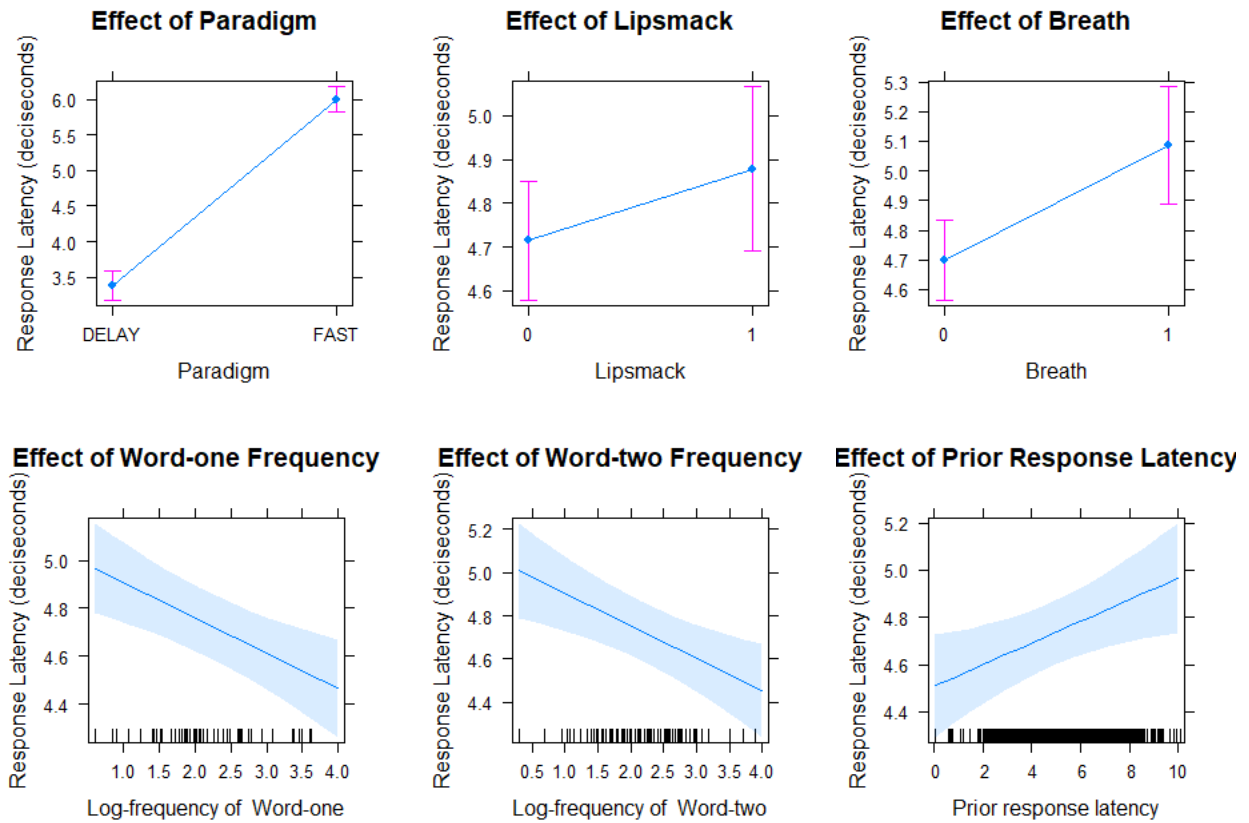 Effect of Paradigm
Response Latency (deciseconds)
6.0
5.5
5.0
4.5
4.0
3.5
DELAY FAST
Paradigm
Effect of Lipsmack
Response Latency (deciseconds)
5.0
4.9
4.8
4.7
4.6
0 1
Lipsmack
Effect of Breath
Response Latency (deciseconds)
5.3
5.2
5.1
5.0
4.9
4.8
4.7
4.6
0 1
Breath
Effect of Word-one Frequency
Response Latency (deciseconds)
5.0
4.8
4.6
4.4
1.0 1.5 2.0 2.5 3.0 3.5 4.0
Log-frequency of Word-one
Effect of Word-two Frequency
Response Latency (deciseconds)
5.2
5.0
4.8
4.6
4.4
0.5 1.0 1.5 2.0 2.5 3.0 3.5 4.0
Log-frequency of Word-two
Effect of Prior Response Latency
Response Latency (deciseconds)
5.2
5.0
4.8
4.6
4.4
0 2 4 6 8 10
Prior response latency